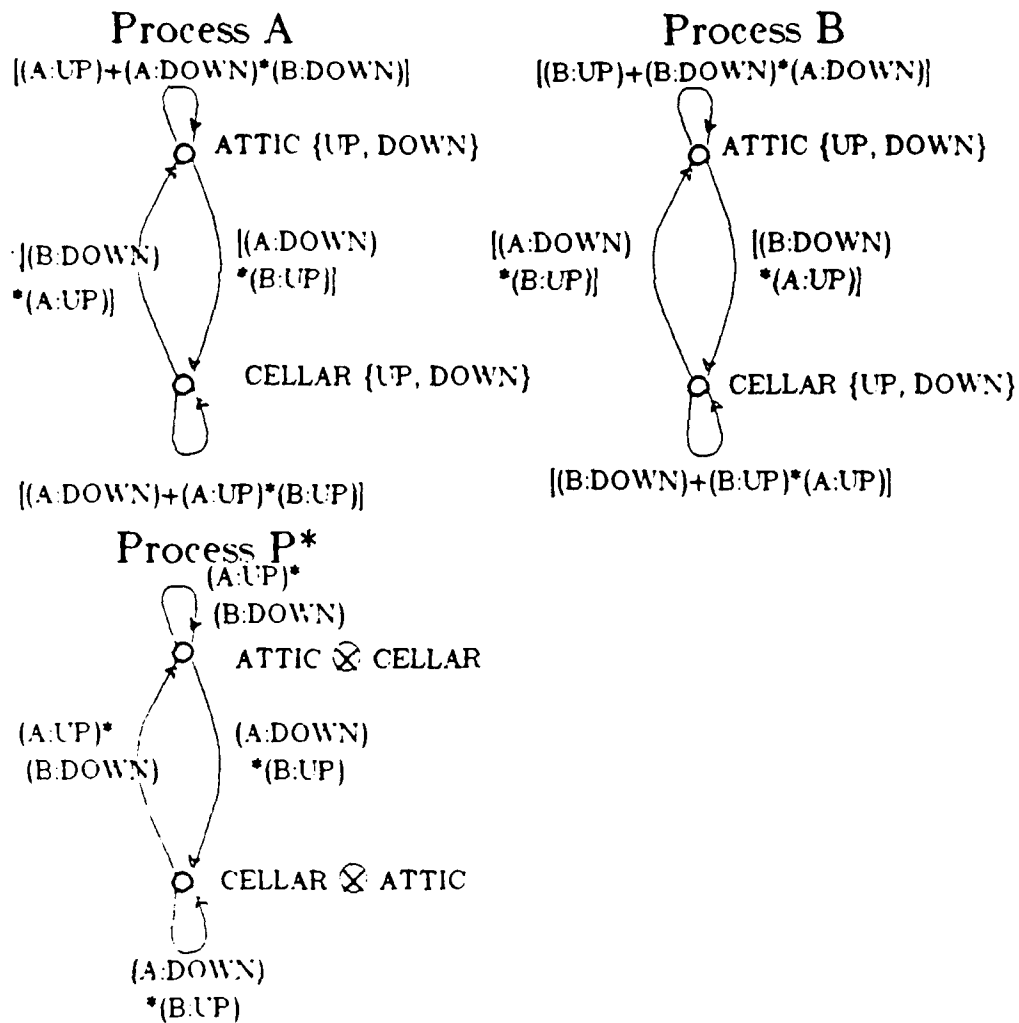 Process A
[(A:UP)+(A:DOWN)*(B:DOWN)]
ATTIC {UP, DOWN}
[(B:DOWN)
*(A:UP)]
[(A:DOWN)
*(B:UP)]
CELLAR {UP, DOWN}
[(A:DOWN)+(A:UP)*(B:UP)]
Process B
[(B:UP)+(B:DOWN)*(A:DOWN)]
ATTIC {UP, DOWN}
[(A:DOWN)
*(B:UP)]
[(B:DOWN)
*(A:UP)]
CELLAR {UP, DOWN}
[(B:DOWN)+(B:UP)*(A:UP)]
Process P*
(A:UP)*
(B:DOWN)
ATTIC ⊗ CELLAR
(A:UP)*
(B:DOWN)
(A:DOWN)
*(B:UP)
CELLAR ⊗ ATTIC
(A:DOWN)
*(B:UP)